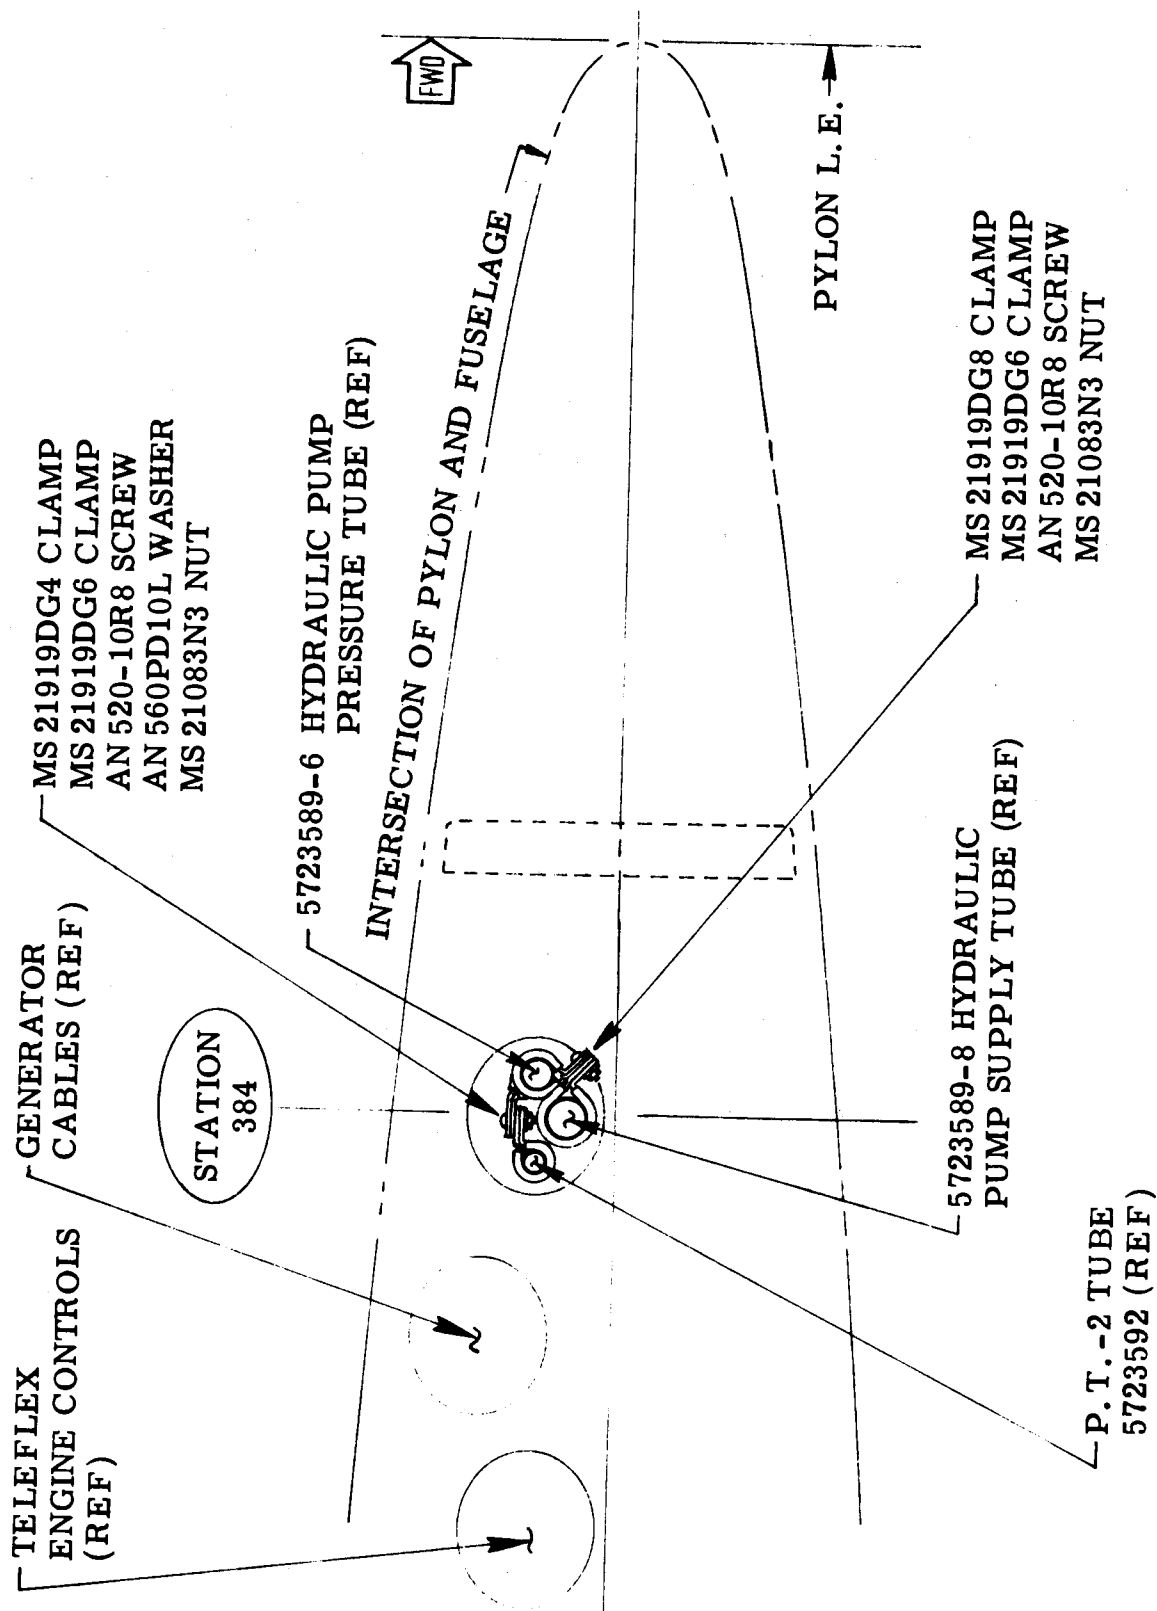 TELEFLEX
ENGINE CONTROLS
(REF)
GENERATOR
CABLES (REF)
STATION
384
MS 21919DG4 CLAMP
MS 21919DG6 CLAMP
AN 520-10R8 SCREW
AN 560PD10L WASHER
MS 21083N3 NUT
5723589-6 HYDRAULIC PUMP
PRESSURE TUBE (REF)
INTERSECTION OF PYLON AND FUSELAGE
FWD
PYLON L. E.
MS 21919DG8 CLAMP
MS 21919DG6 CLAMP
AN 520-10R8 SCREW
MS 21083N3 NUT
5723589-8 HYDRAULIC
PUMP SUPPLY TUBE (REF)
P. T. -2 TUBE
5723592 (REF)